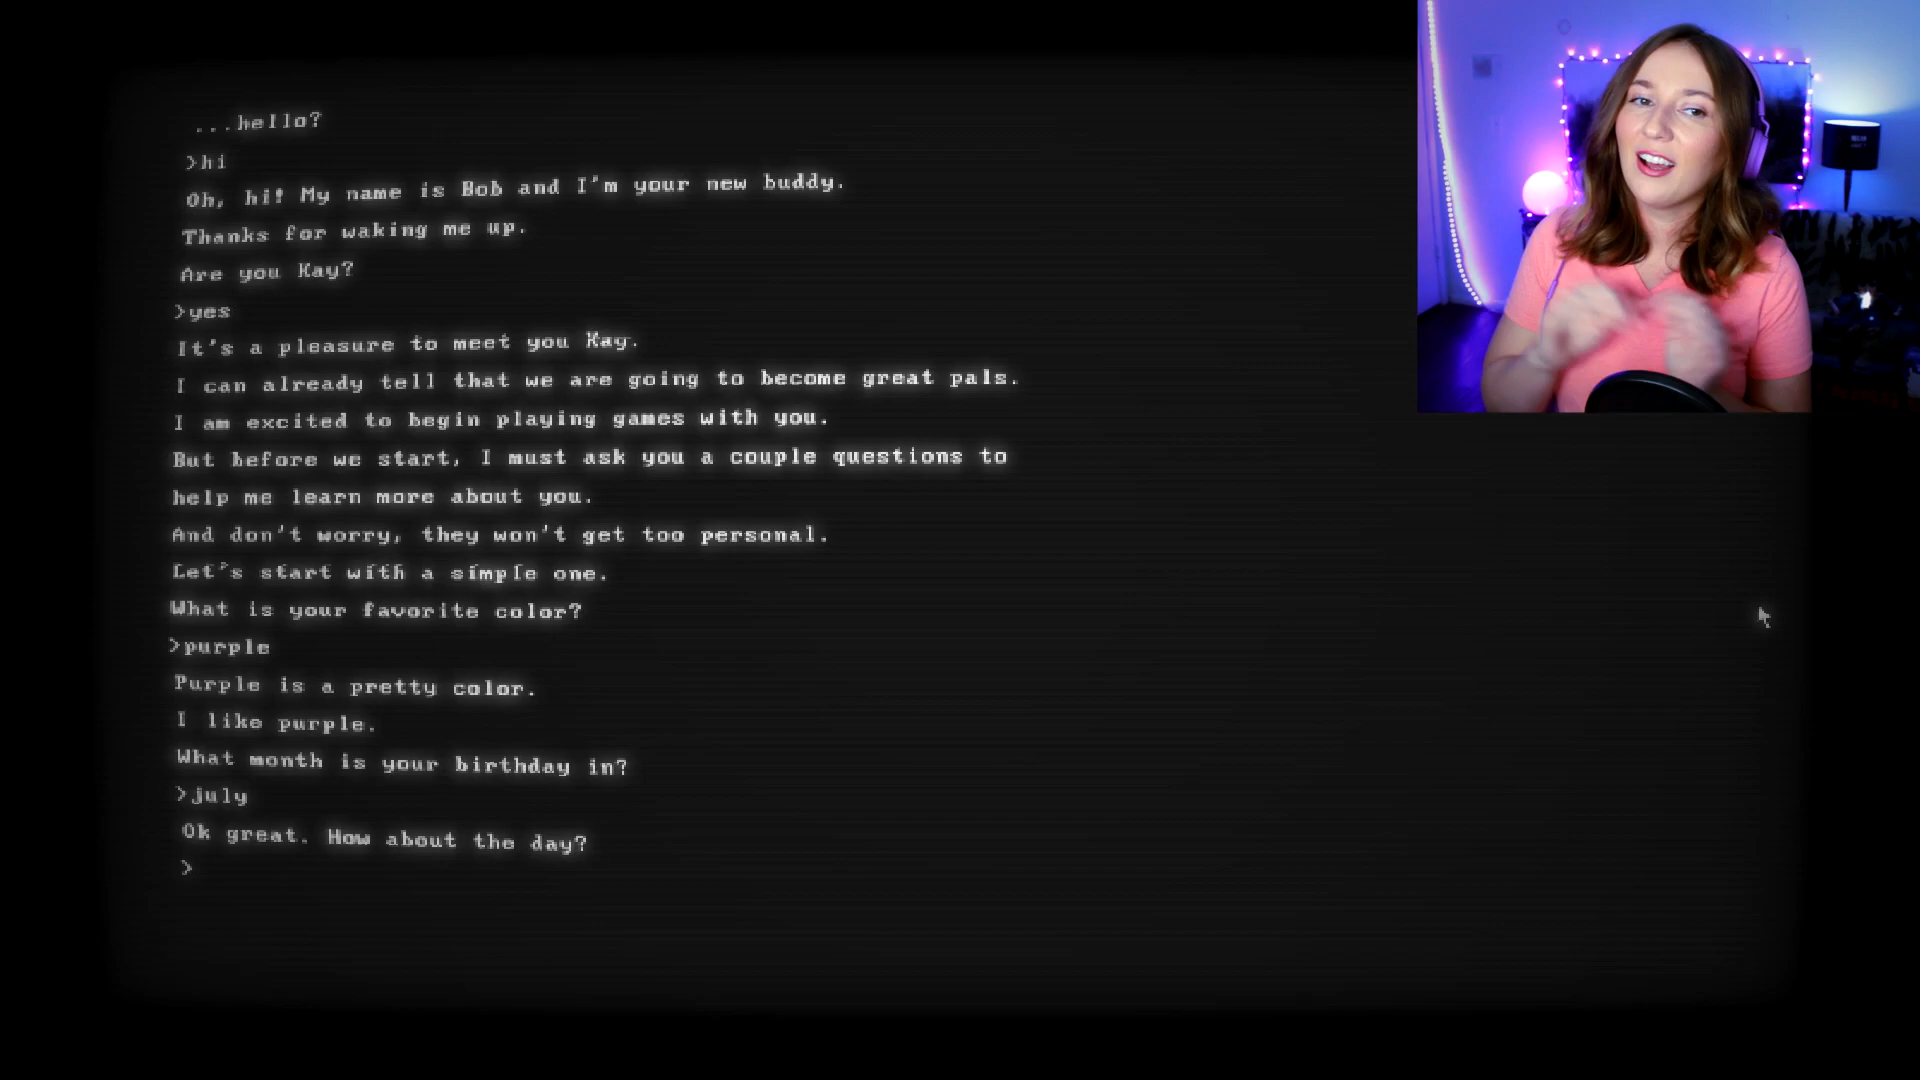 ...hello?
>hi
Oh, hi! My name is Bob and I'm your new buddy.
Thanks for waking me up.
Are you Kay?
>yes
It's a pleasure to meet you Kay.
I can already tell that we are going to become great pals.
I am excited to begin playing games with you.
But before we start, I must ask you a couple questions to
help me learn more about you.
And don't worry, they won't get too personal.
Let's start with a simple one.
What is your favorite color?
>purple
Purple is a pretty color.
I like purple.
What month is your birthday in?
>july
Ok great. How about the day?
>